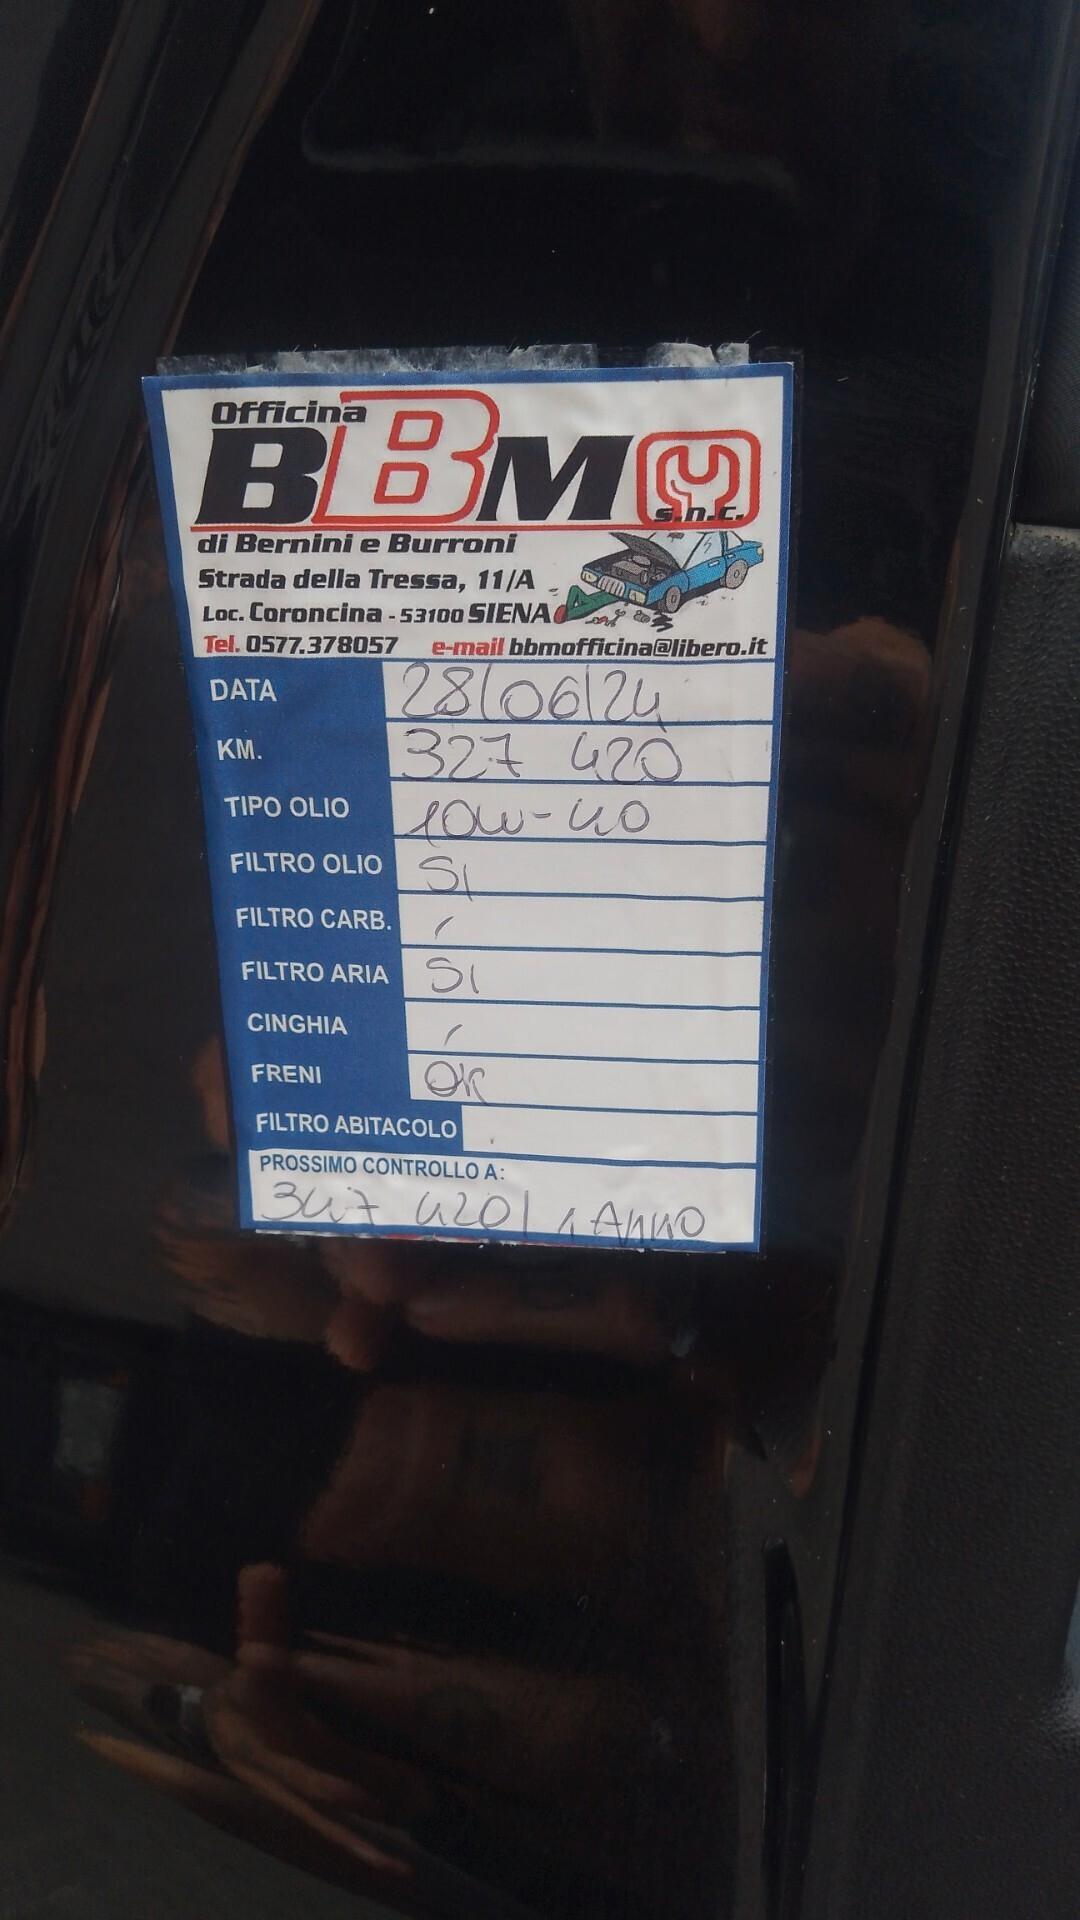 Officina
BBM
s.n.c.
di Bernini e Burroni
Strada della Tressa, 11/A
Loc. Coroncina - 53100 SIENA
Tel. 0577.378057 e-mail bbmofficina@libero.it
DATA 28/06/24
KM. 327 420
TIPO OLIO 10w-40
FILTRO OLIO Si
FILTRO CARB. /
FILTRO ARIA Si
CINGHIA /
FRENI OK
FILTRO ABITACOLO
PROSSIMO CONTROLLO A:
347 420/ 1 Anno